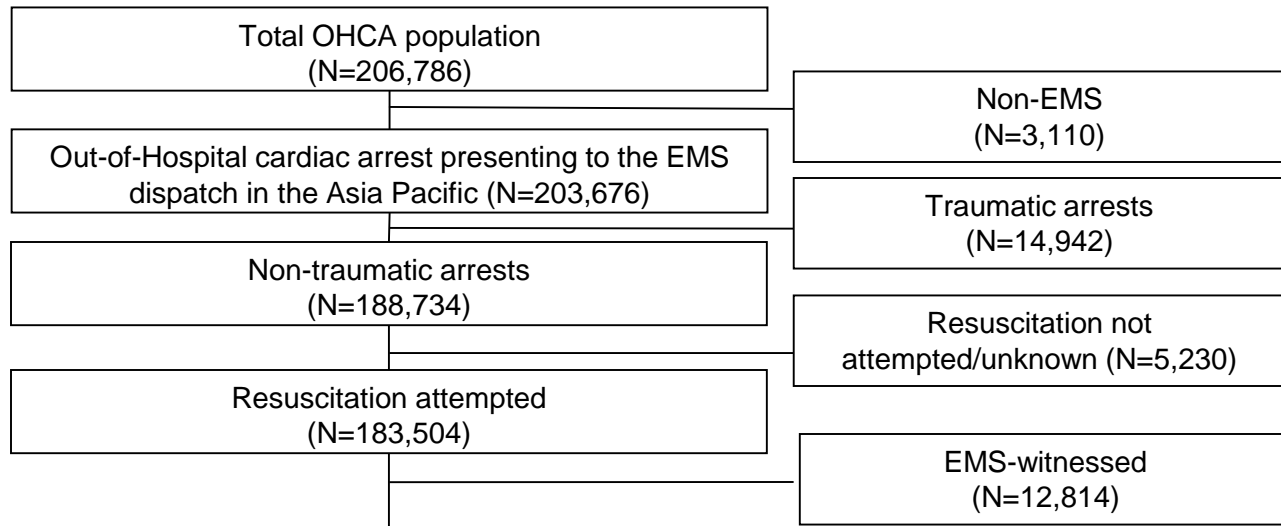 Total OHCA population
(N=206,786)
Non-EMS
(N=3,110)
Out-of-Hospital cardiac arrest presenting to the EMS
dispatch in the Asia Pacific (N=203,676)
Traumatic arrests
(N=14,942)
Non-traumatic arrests
(N=188,734)
Resuscitation not
attempted/unknown (N=5,230)
Resuscitation attempted
(N=183,504)
EMS-witnessed
(N=12,814)